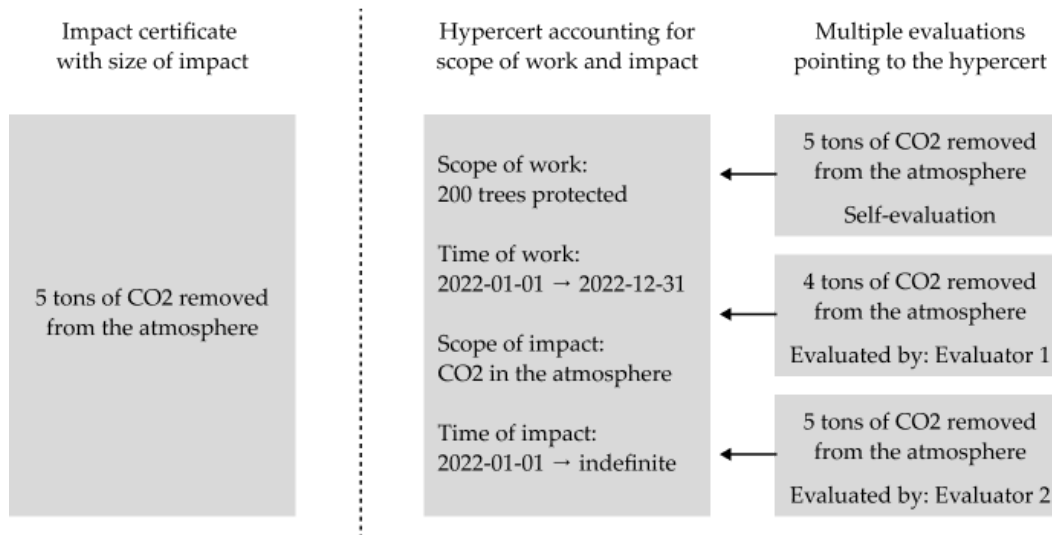 Impact certificate
with size of impact
5 tons of CO2 removed
from the atmosphere
Hypercert accounting for
scope of work and impact
Scope of work:
200 trees protected
Time of work:
2022-01-01 → 2022-12-31
Scope of impact:
CO2 in the atmosphere
Time of impact:
2022-01-01 → indefinite
Multiple evaluations
pointing to the hypercert
5 tons of CO2 removed
from the atmosphere
Self-evaluation
4 tons of CO2 removed
from the atmosphere
Evaluated by: Evaluator 1
5 tons of CO2 removed
from the atmosphere
Evaluated by: Evaluator 2